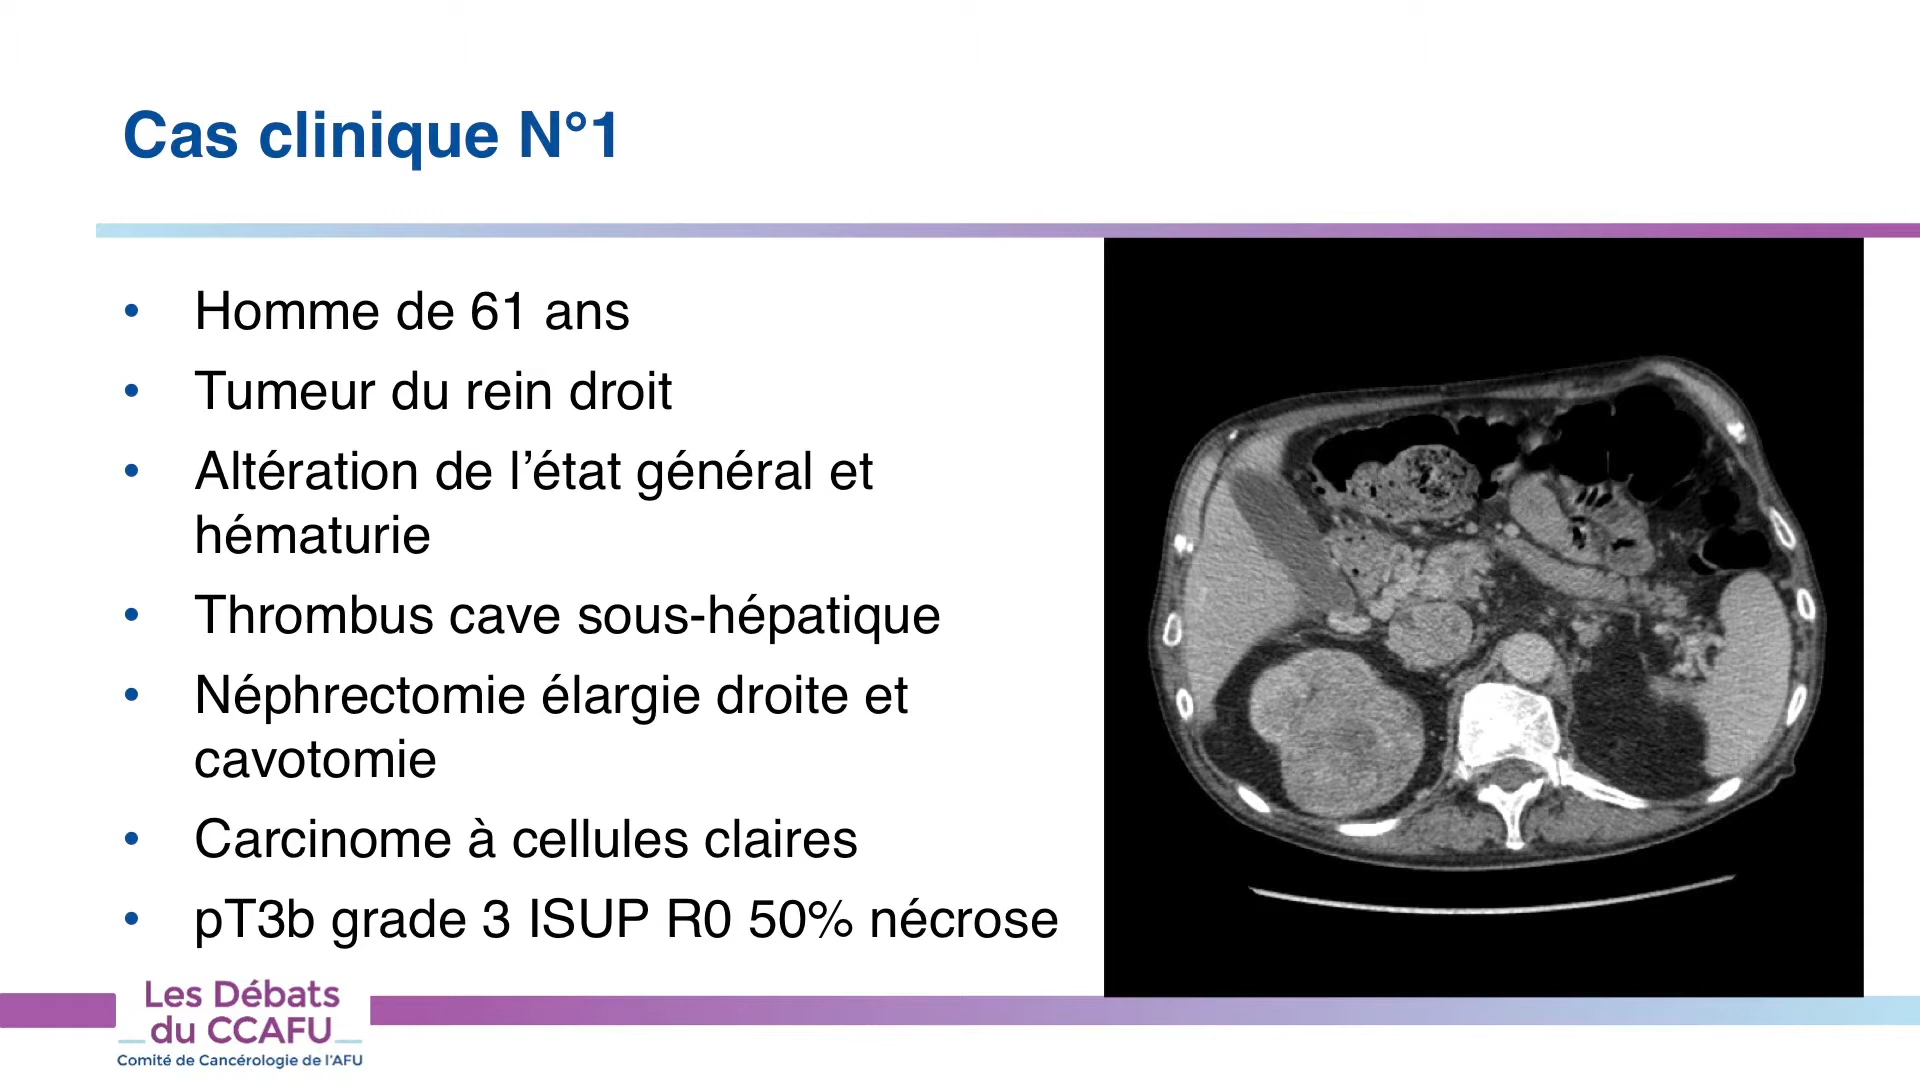 Cas clinique N°1
• Homme de 61 ans
• Tumeur du rein droit
• Altération de l’état général et
hématurie
• Thrombus cave sous-hépatique
• Néphrectomie élargie droite et
cavotomie
• Carcinome à cellules claires
• pT3b grade 3 ISUP R0 50% nécrose
Les Débats
du CCAFU
Comité de Cancérologie de l'AFU